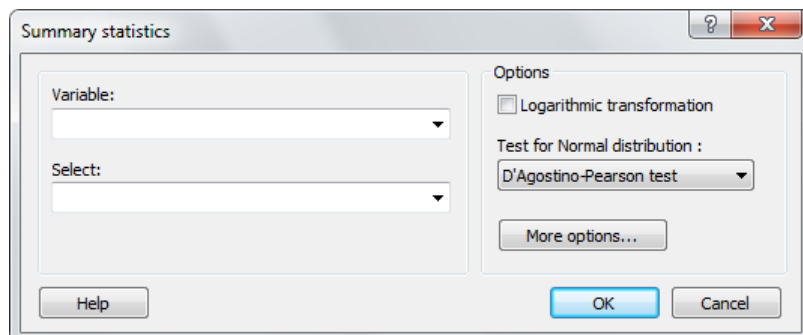 Summary statistics
?
Variable:
Select:
Options
Logarithmic transformation
Test for Normal distribution :
D'Agostino-Pearson test
More options...
Help
OK
Cancel